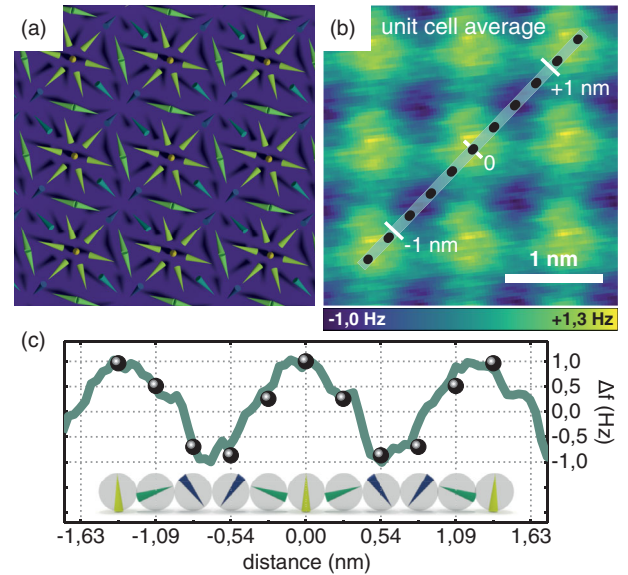 (a)
(b) unit cell average
+1 nm
0
-1 nm
1 nm
-1,0 Hz +1,3 Hz
(c)
1,0
0,5
0,0
-0,5
-1,0
Δf (Hz)
-1,63 -1,09 -0,54 0,00 0,54 1,09 1,63
distance (nm)